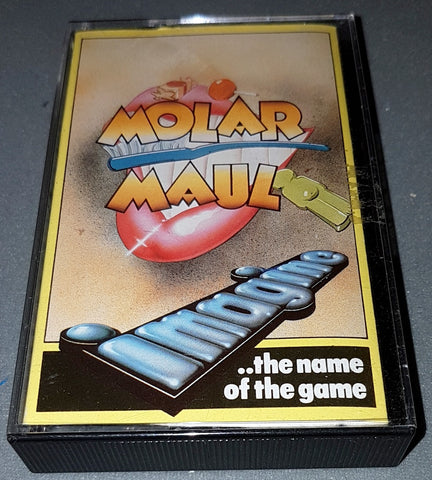 MOLAR
MAUL
imagine
..the name
of the game